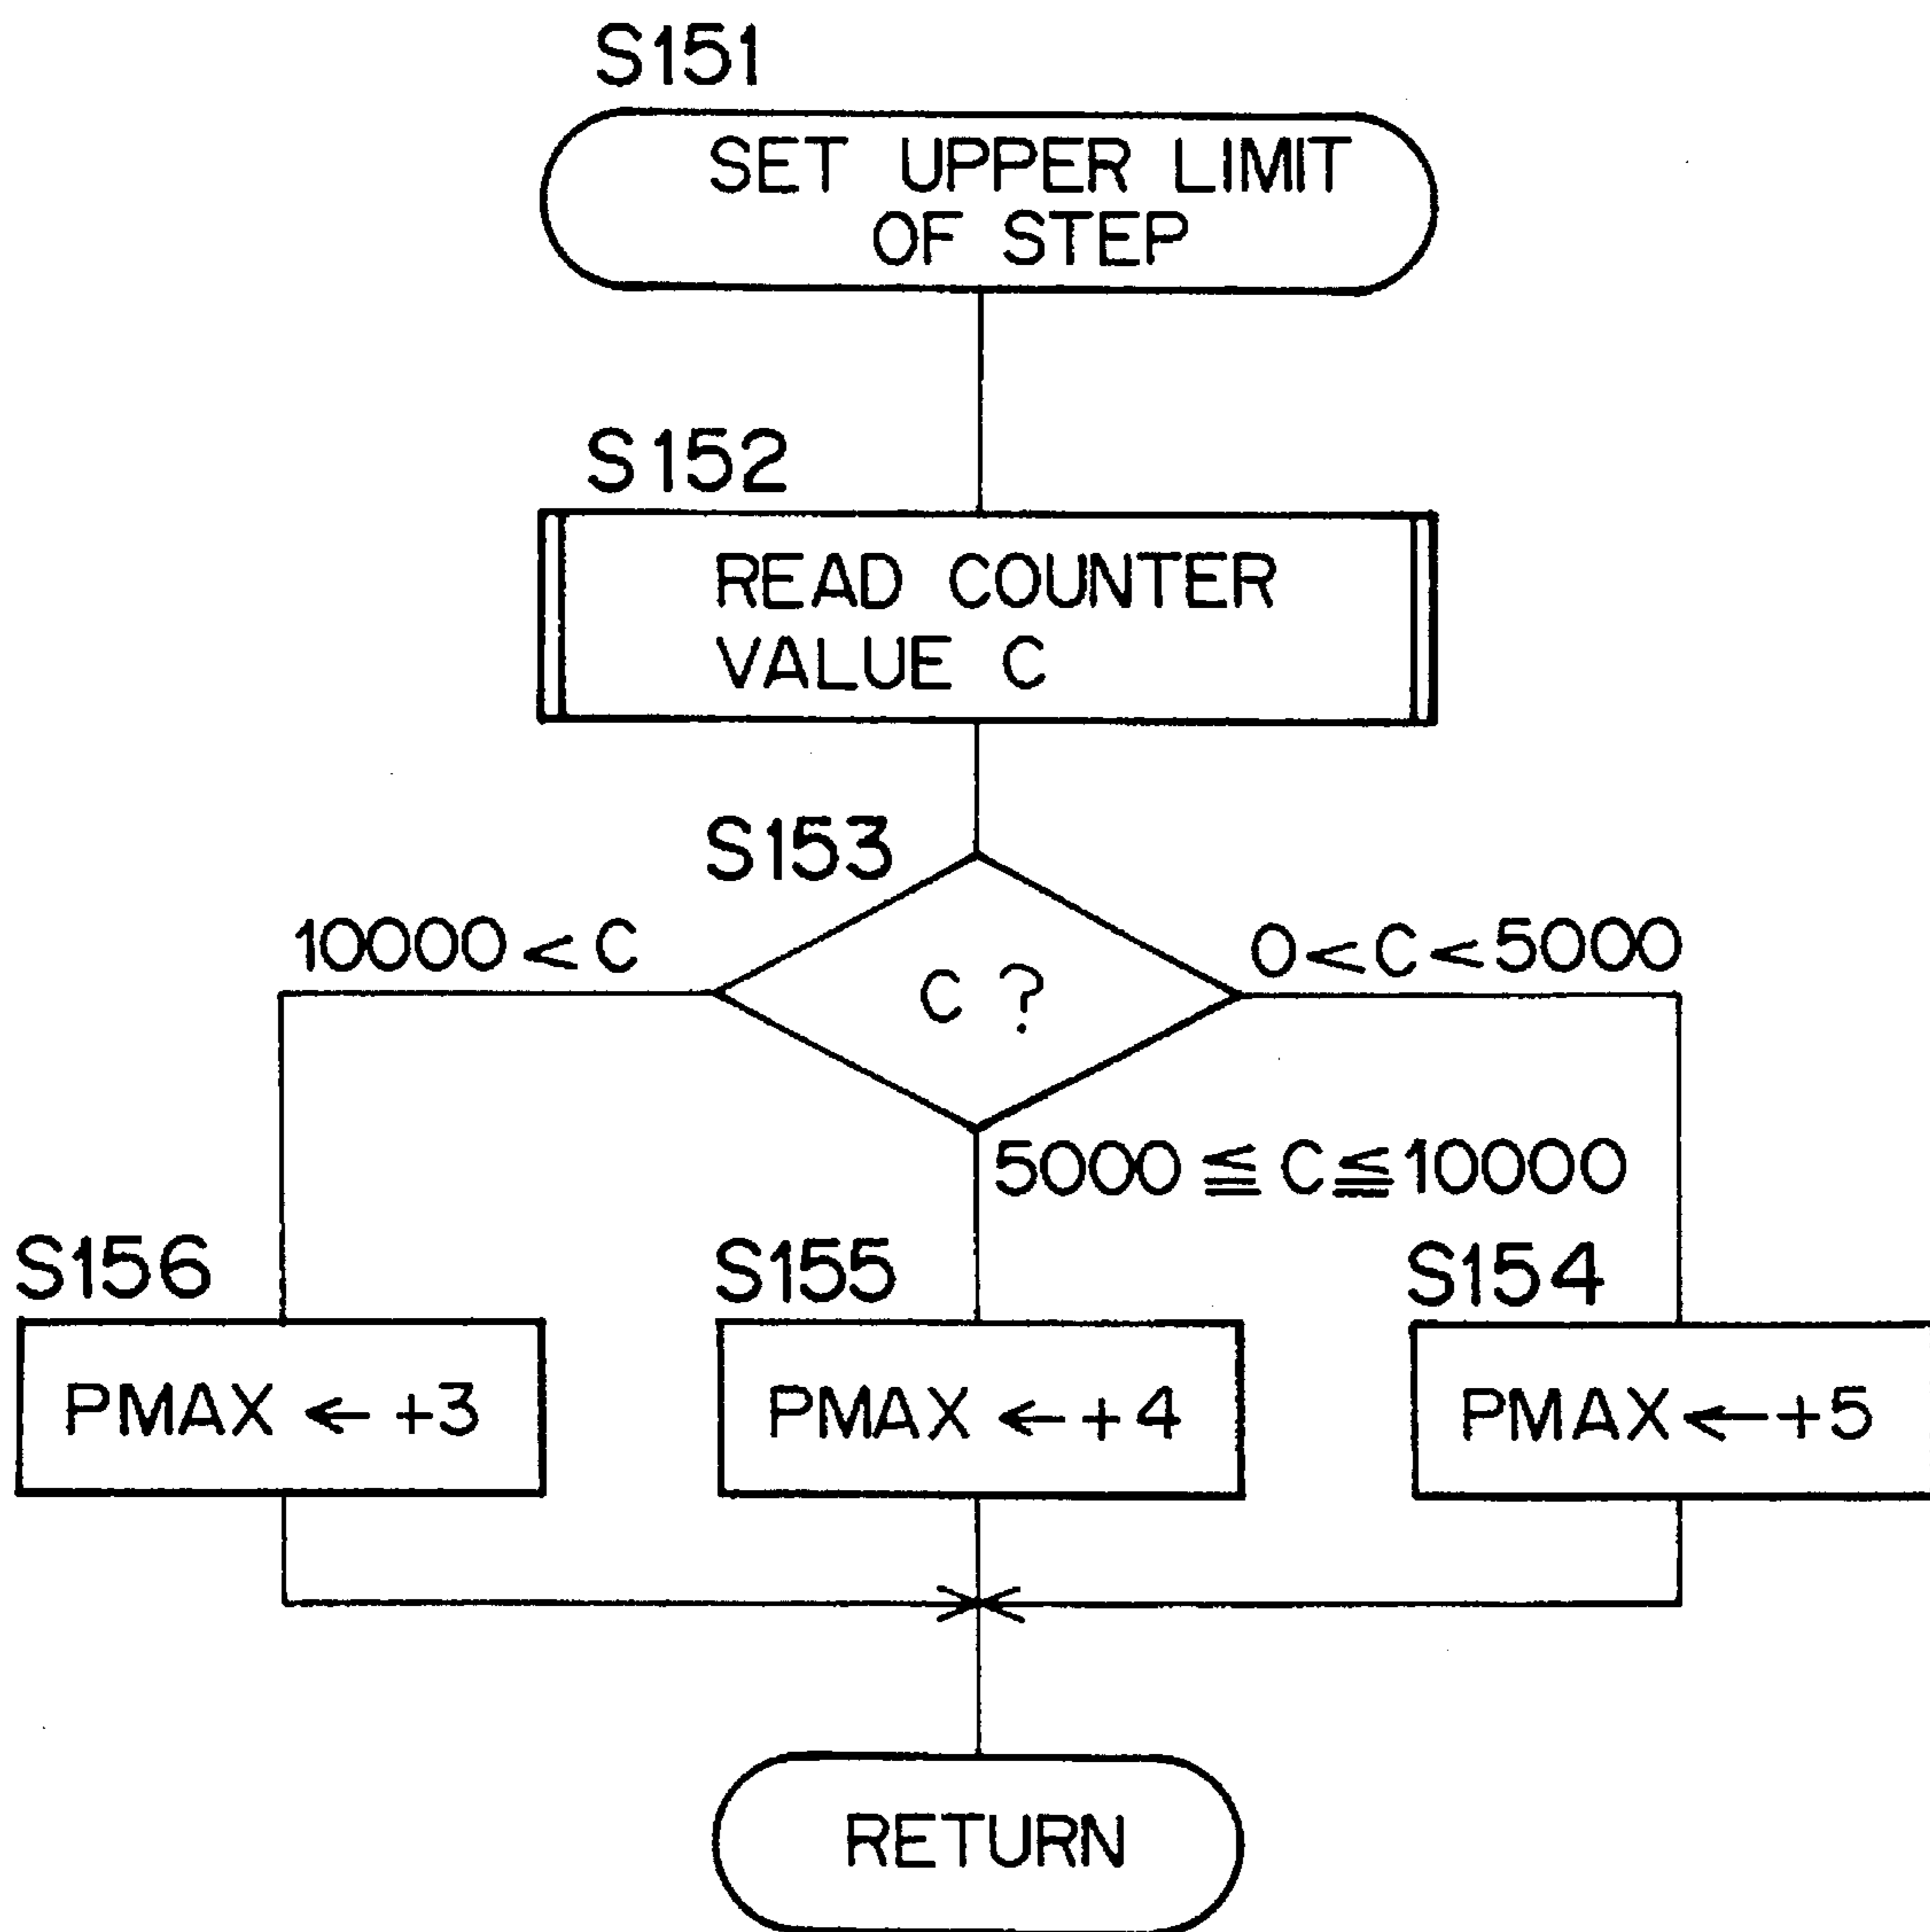 S151
SET UPPER LIMIT
OF STEP
S152
READ COUNTER
VALUE C
S153
10000 < C
C ?
0 < C < 5000
5000 ≦ C ≦ 10000
S156
S155
S154
PMAX ← +3
PMAX ← +4
PMAX ← +5
RETURN